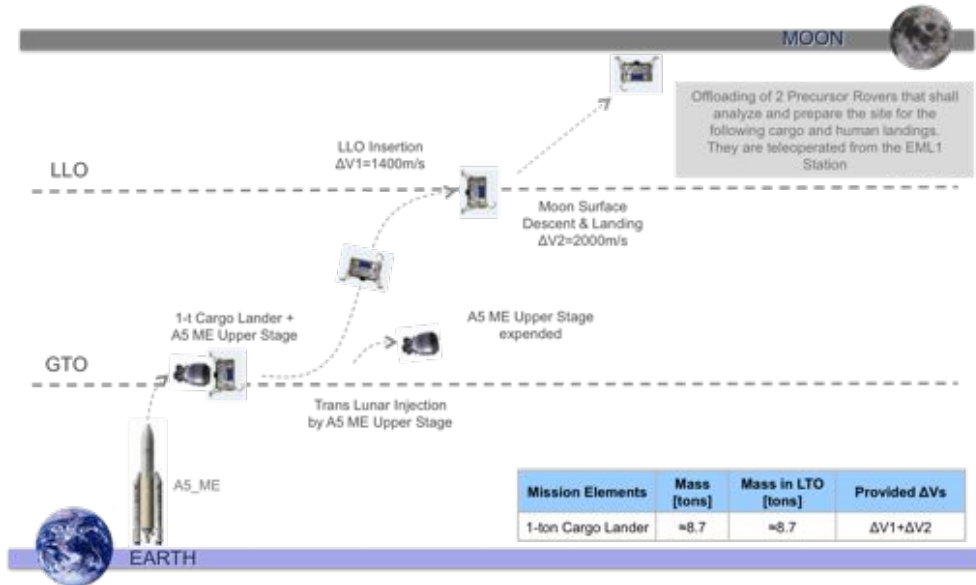 MOON
Offloading of 2 Precursor Rovers that shall
analyze and prepare the site for the
following cargo and human landings.
They are teleoperated from the EML1
Station
LLO Insertion
ΔV1=1400m/s
LLO
Moon Surface
Descent & Landing
ΔV2=2000m/s
1-t Cargo Lander +
A5 ME Upper Stage
A5 ME Upper Stage
expended
GTO
Trans Lunar Injection
by A5 ME Upper Stage
A5_ME
Mission Elements Mass [tons] Mass in LTO [tons] Provided ΔVs
1-ton Cargo Lander ≈8.7 ≈8.7 ΔV1+ΔV2
EARTH